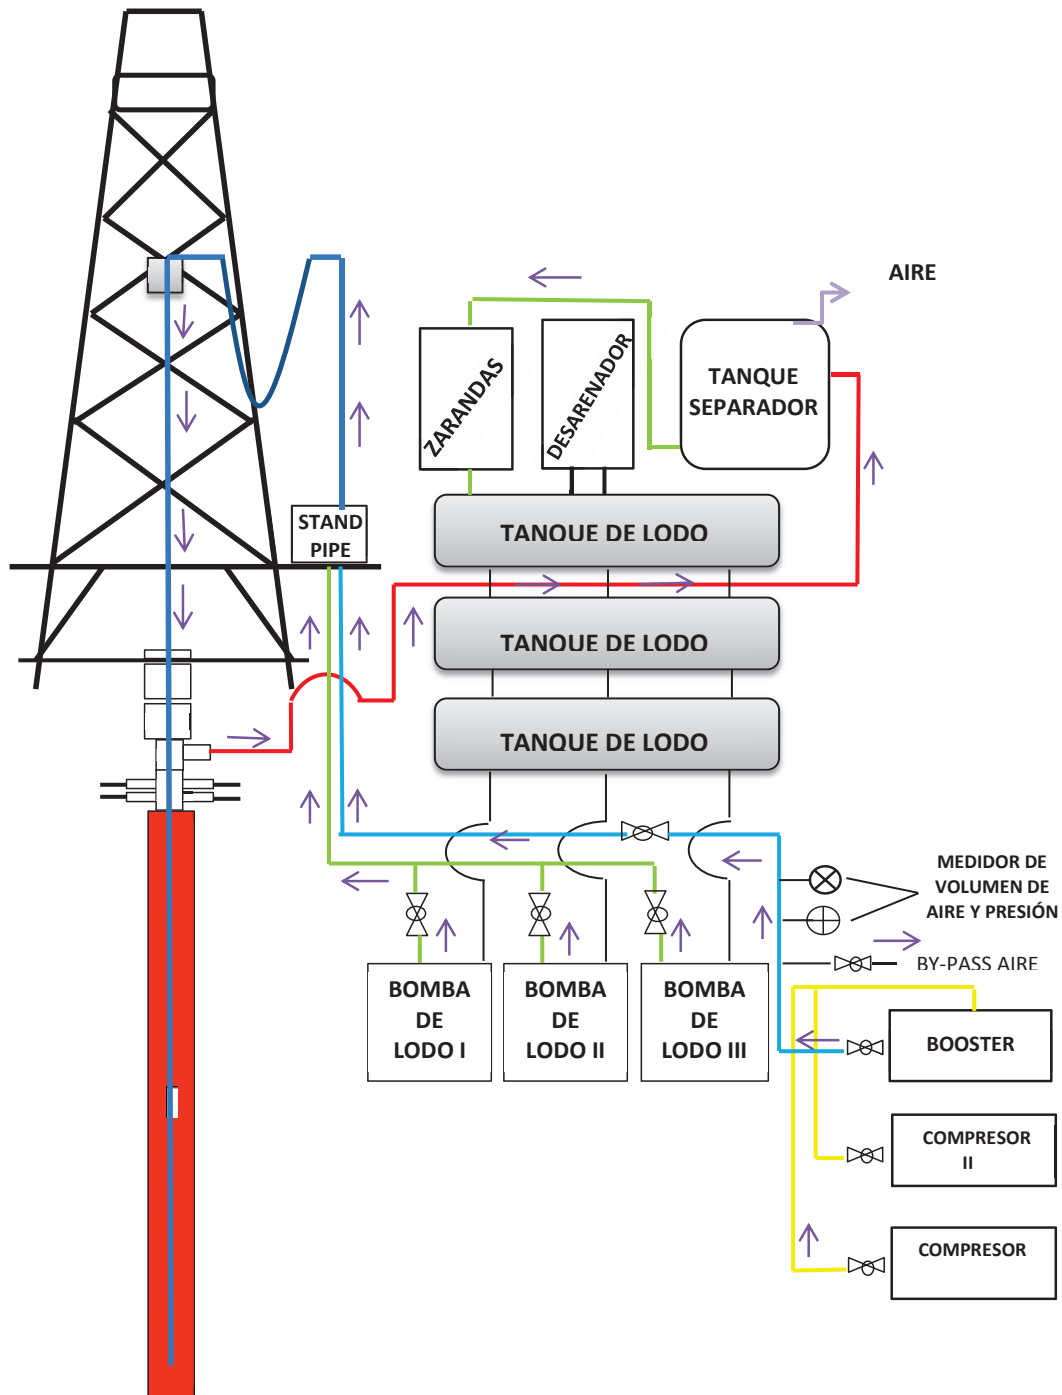 AIRE
ZARANDAS
DESARENADOR
TANQUE
SEPARADOR
STAND
PIPE
TANQUE DE LODO
TANQUE DE LODO
TANQUE DE LODO
MEDIDOR DE
VOLUMEN DE
AIRE Y PRESIÓN
BY-PASS AIRE
BOMBA
DE
LODO I
BOMBA
DE
LODO II
BOMBA
DE
LODO III
BOOSTER
COMPRESOR
II
COMPRESOR